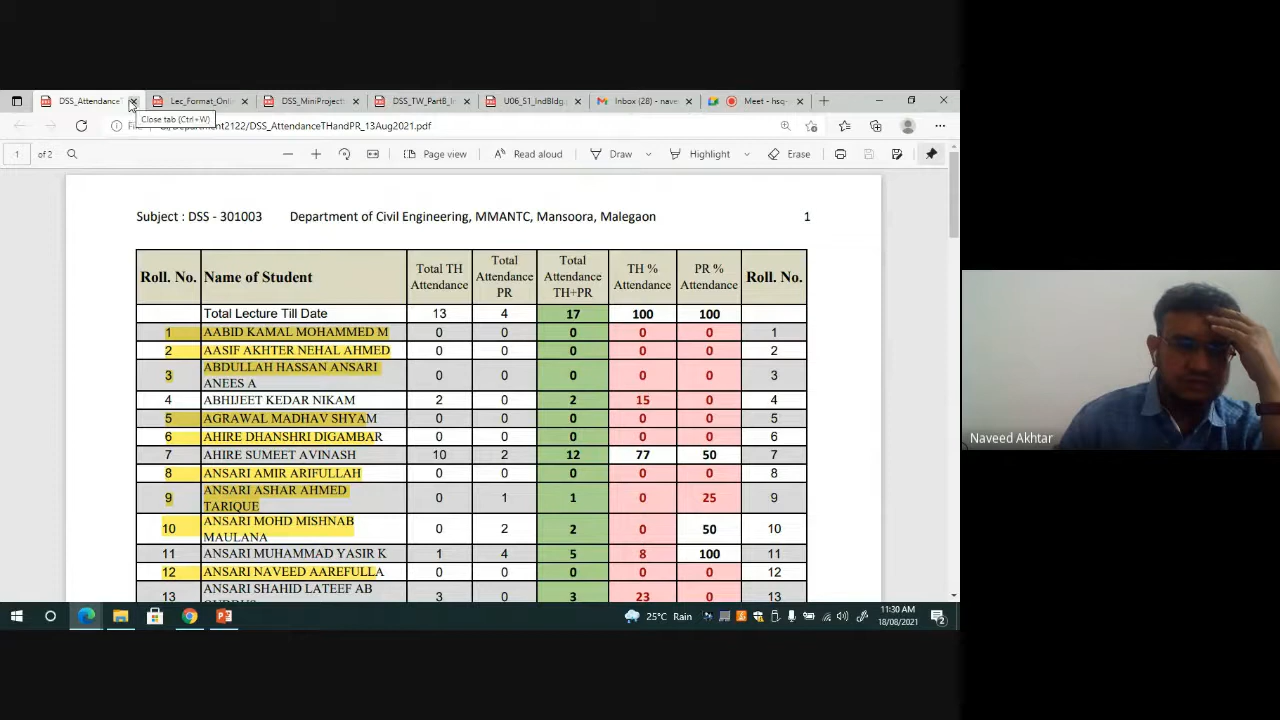 DSS_Attendance
Lec_Format_Onli
DSS_MiniProject
DSS_TW_PartB_I
U06_S1_IndBldg.
Inbox (28) - nave
Meet - hsq-
Close tab (Ctrl+W)
/DSS_AttendanceTHandPR_13Aug2021.pdf
1 of 2
Page view
Read aloud
Draw
Highlight
Erase
Subject : DSS - 301003 Department of Civil Engineering, MMANTC, Mansoora, Malegaon 1
Roll. No. Name of Student Total TH Attendance Total Attendance PR Total Attendance TH+PR TH % Attendance PR % Attendance Roll. No.
Total Lecture Till Date 13 4 17 100 100
1 AABID KAMAL MOHAMMED M 0 0 0 0 0 1
2 AASIF AKHTER NEHAL AHMED 0 0 0 0 0 2
3 ABDULLAH HASSAN ANSARI ANEES A 0 0 0 0 0 3
4 ABHIJEET KEDAR NIKAM 2 0 2 15 0 4
5 AGRAWAL MADHAV SHYAM 0 0 0 0 0 5
6 AHIRE DHANSHRI DIGAMBAR 0 0 0 0 0 6
7 AHIRE SUMEET AVINASH 10 2 12 77 50 7
8 ANSARI AMIR ARIFULLAH 0 0 0 0 0 8
9 ANSARI ASHAR AHMED TARIQUE 0 1 1 0 25 9
10 ANSARI MOHD MISHNAB MAULANA 0 2 2 0 50 10
11 ANSARI MUHAMMAD YASIR K 1 4 5 8 100 11
12 ANSARI NAVEED AAREFULLA 0 0 0 0 0 12
13 ANSARI SHAHID LATEEF AB 3 0 3 23 0 13
Naveed Akhtar
25°C Rain
11:30 AM
18/08/2021
2